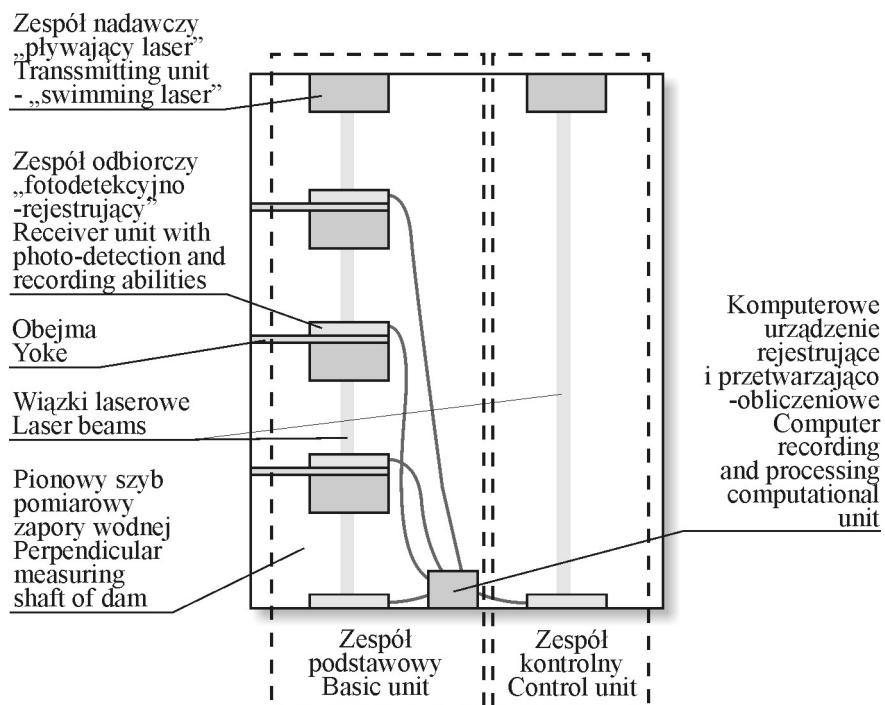 Zespół nadawczy
„pływający laser”
Transsmitting unit
- „swimming laser”
Zespół odbiorczy
„fotodetekcyjno
-rejestrujący”
Receiver unit with
photo-detection and
recording abilities
Obejma
Yoke
Wiązki laserowe
Laser beams
Pionowy szyb
pomiarowy
zapory wodnej
Perpendicular
measuring
shaft of dam
Komputerowe
urządzenie
rejestrujące
i przetwarzająco
-obliczeniowe
Computer
recording
and processing
computational
unit
Zespół
podstawowy
Basic unit
Zespół
kontrolny
Control unit